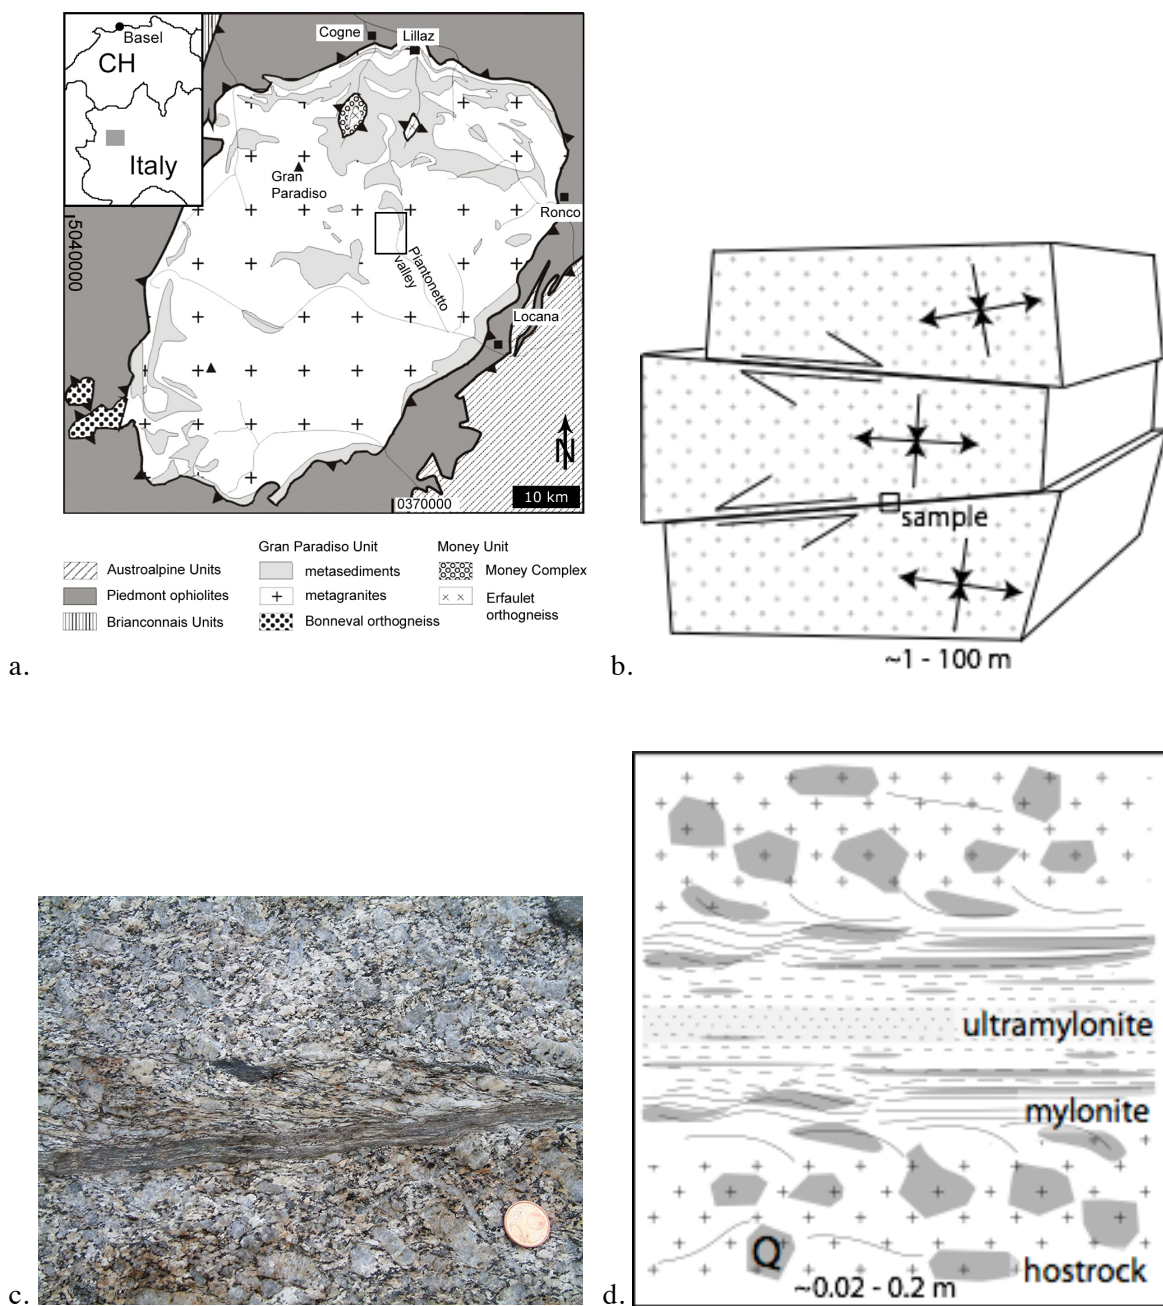 Basel
CH
Italy
Cogne
Lillaz
Gran
Paradiso
Ronco
Piantonetto
valley
Locana
5040000
N
0370000
10 km
Gran Paradiso Unit
Money Unit
Austroalpine Units
metasediments
Money Complex
Piedmont ophiolites
metagranites
Erfaulet
orthogneiss
Brianconnais Units
Bonneval orthogneiss
a.
sample
~1 - 100 m
b.
c.
ultramylonite
mylonite
Q
hostrock
~0.02 - 0.2 m
d.